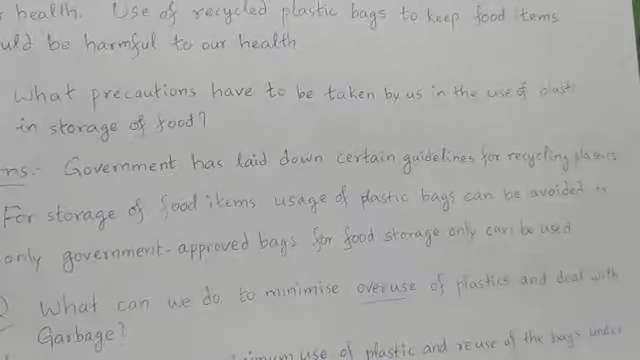 health. Use of recycled plastic bags to keep food items
uld be harmful to our health
What precautions have to be taken by us in the use of plasti
in storage of food?
ns:- Government has laid down certain guidelines for recycling plastics
For storage of food items usage of plastic bags can be avoided or
only government-approved bags for food storage only can be used
What can we do to minimise overuse of plastics and deal with
Garbage?
imum use of plastic and reuse of the bags under